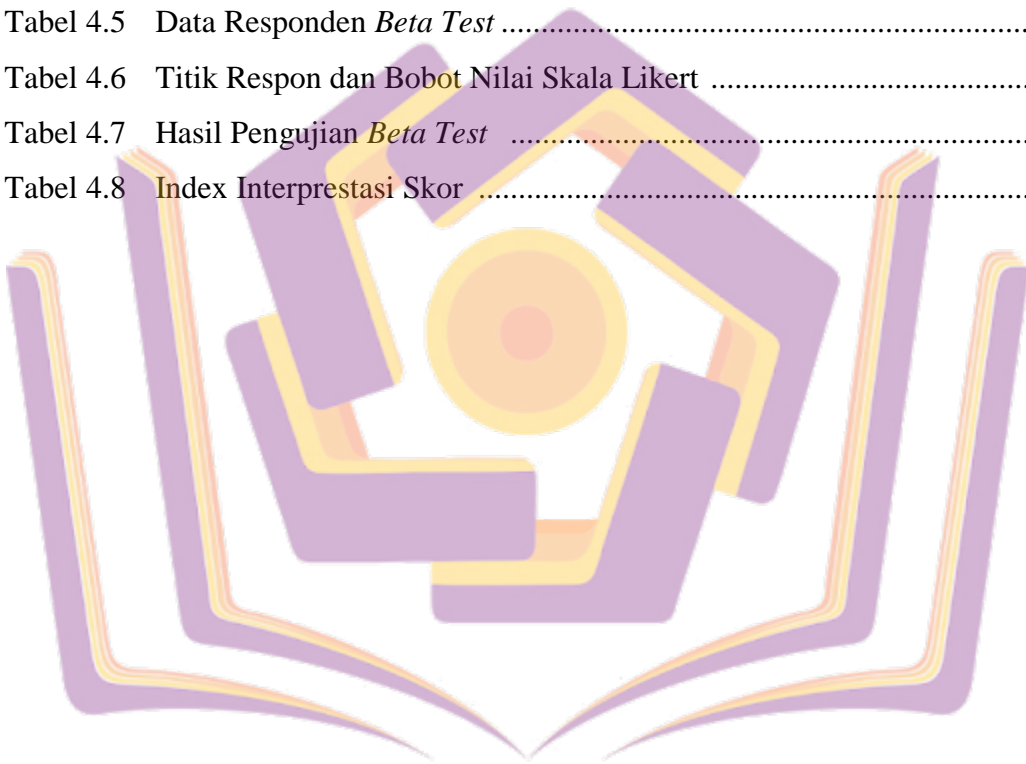 Tabel 4.5 Data Responden Beta Test ................................................................
Tabel 4.6 Titik Respon dan Bobot Nilai Skala Likert ......................................
Tabel 4.7 Hasil Pengujian Beta Test ...............................................................
Tabel 4.8 Index Interprestasi Skor ...................................................................